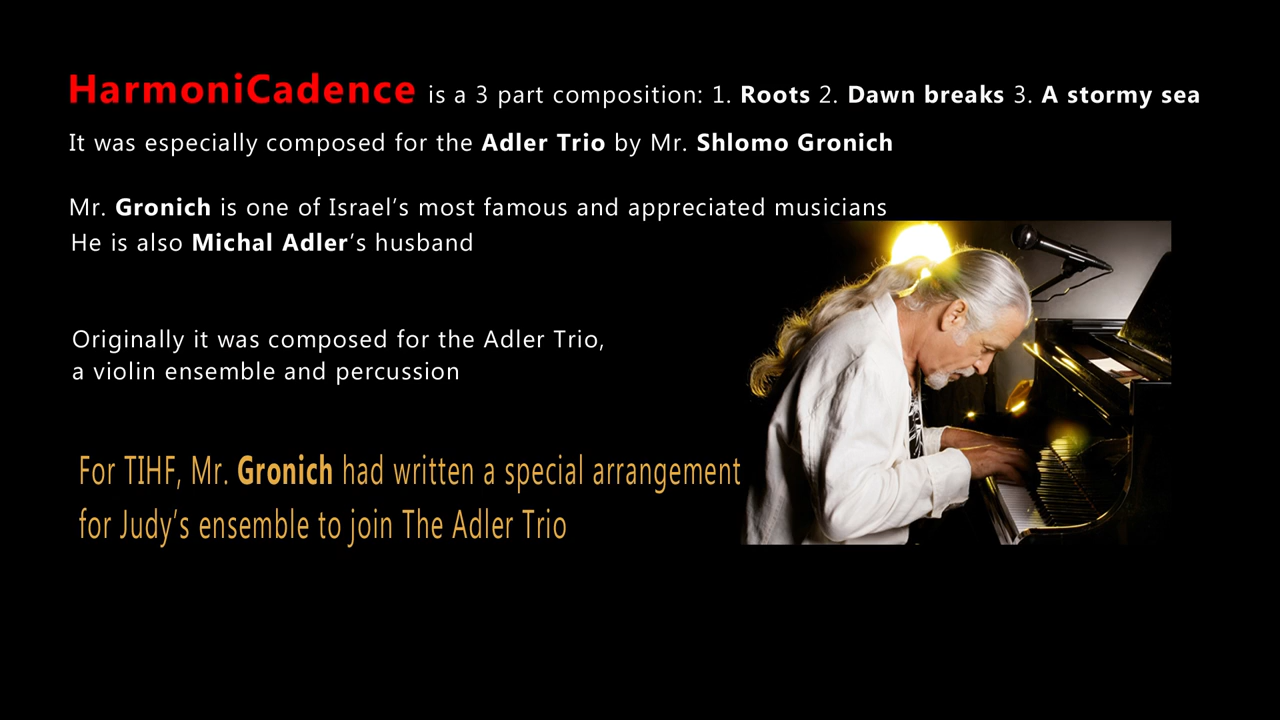 HarmoniCadence is a 3 part composition: 1. Roots 2. Dawn breaks 3. A stormy sea
It was especially composed for the Adler Trio by Mr. Shlomo Gronich
Mr. Gronich is one of Israel’s most famous and appreciated musicians
He is also Michal Adler’s husband
Originally it was composed for the Adler Trio,
a violin ensemble and percussion
For TIHF, Mr. Gronich had written a special arrangement
for Judy’s ensemble to join The Adler Trio